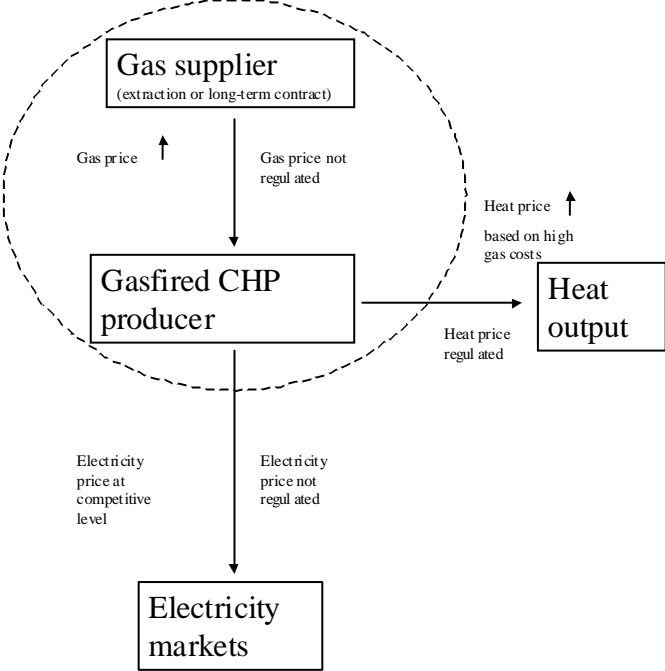 Gas supplier
(extraction or long-term contract)
Gas price
Gas price not
regulated
Heat price
based on high
gas costs
Gasfired CHP
producer
Heat
output
Heat price
regulated
Electricity
price at
competitive
level
Electricity
price not
regulated
Electricity
markets